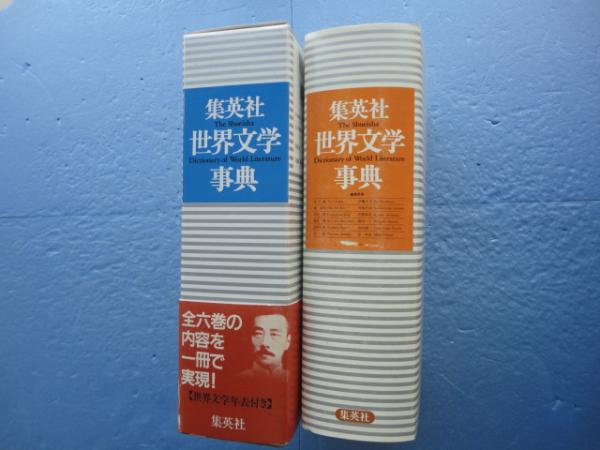 集英社
The Shueisha
世界文学
Dictionary of World Literature
事典
全六巻の
内容を
一冊で
実現!
【世界文学年表付き】
集英社
集英社
The Shueisha
世界文学
Dictionary of World Literature
事典
集英社